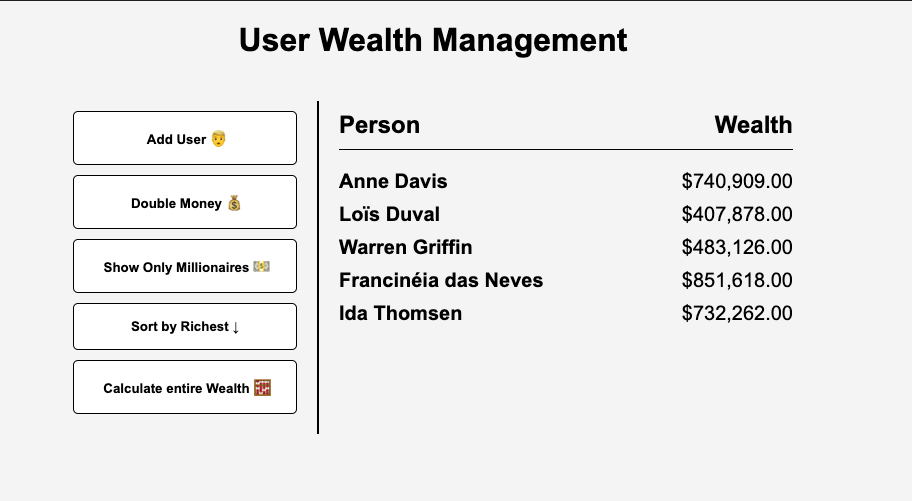 User Wealth Management
Add User 👨‍🦳
Double Money 💰
Show Only Millionaires 💵
Sort by Richest ↓
Calculate entire Wealth 🧮
Person Wealth
Anne Davis $740,909.00
Loïs Duval $407,878.00
Warren Griffin $483,126.00
Francinéia das Neves $851,618.00
Ida Thomsen $732,262.00